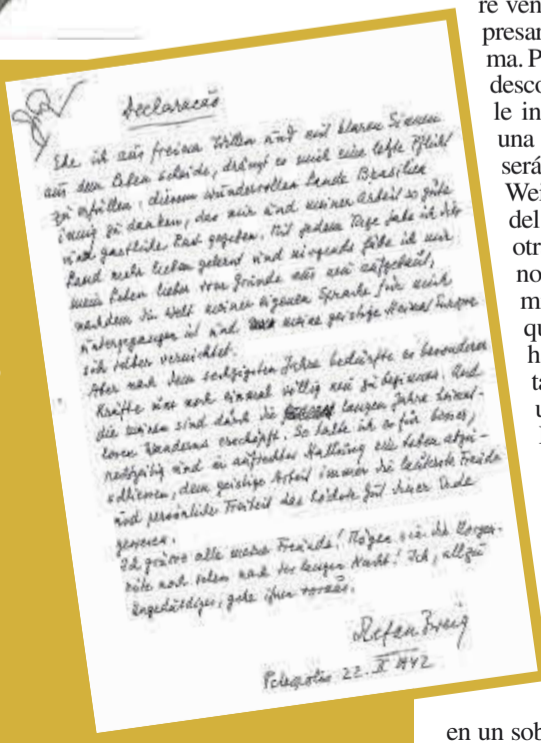 Declaracão
Ehe ich aus freiem Willen und mit klaren Sinnen
aus dem Leben scheide, drängt es mich eine letzte Pflicht
zu erfüllen: diesem wundervollen Lande Brasilien
innig zu danken, das mir und meiner Arbeit so gute
und gastliche Rast gegeben. Mit jedem Tage habe ich dies
Land mehr lieben gelernt und nirgends hätte ich mir
mein Leben lieber vom Grunde aus neu aufgebaut,
nachdem die Welt meiner eigenen Sprache für mich
untergegangen ist und meine geistige Heimat Europa
sich selber vernichtet.
Aber nach dem sechzigsten Jahre bedürfte es besonderer
Kräfte um noch einmal völlig neu zu beginnen. Und
die meinen sind durch die langen Jahre heimat-
losen Wanderns erschöpft. So halte ich es für besser,
rechtzeitig und in aufrechter Haltung ein Leben abzu-
schliessen, dem geistige Arbeit immer die lauterste Freude
und persönliche Freiheit das höchste Gut dieser Erde
gewesen.
Ich grüsse alle meine Freunde! Mögen sie die Morgen-
röte noch sehen nach der langen Nacht! Ich, allzu
Ungeduldiger, gehe ihnen voraus.
Stefan Zweig
Petropolis 22. II 1942
re ven
presar
ma. P
desco
le in
una
será
Wei
del
otr
no
m
qu
h
ta
u
en un sob